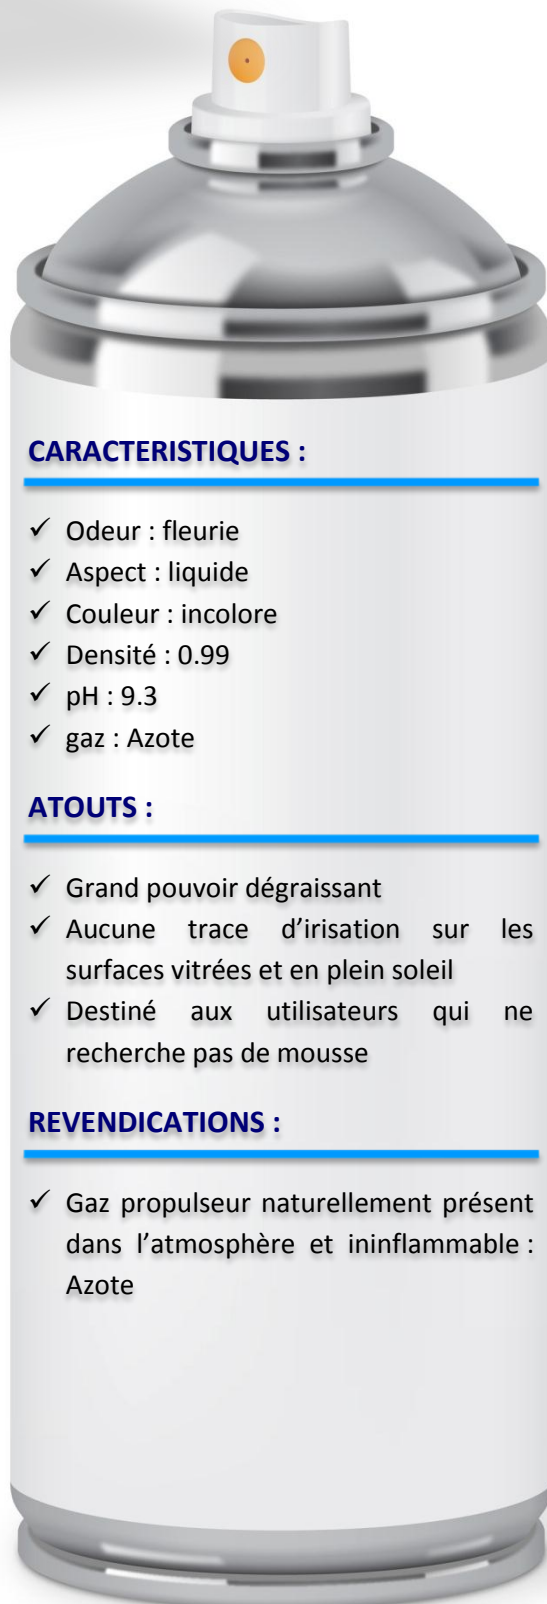 CARACTERISTIQUES :
✓ Odeur : fleurie
✓ Aspect : liquide
✓ Couleur : incolore
✓ Densité : 0.99
✓ pH : 9.3
✓ gaz : Azote
ATOUTS :
✓ Grand pouvoir dégraissant
✓ Aucune trace d’irisation sur les
surfaces vitrées et en plein soleil
✓ Destiné aux utilisateurs qui ne
recherche pas de mousse
REVENDICATIONS :
✓ Gaz propulseur naturellement présent
dans l’atmosphère et ininflammable :
Azote